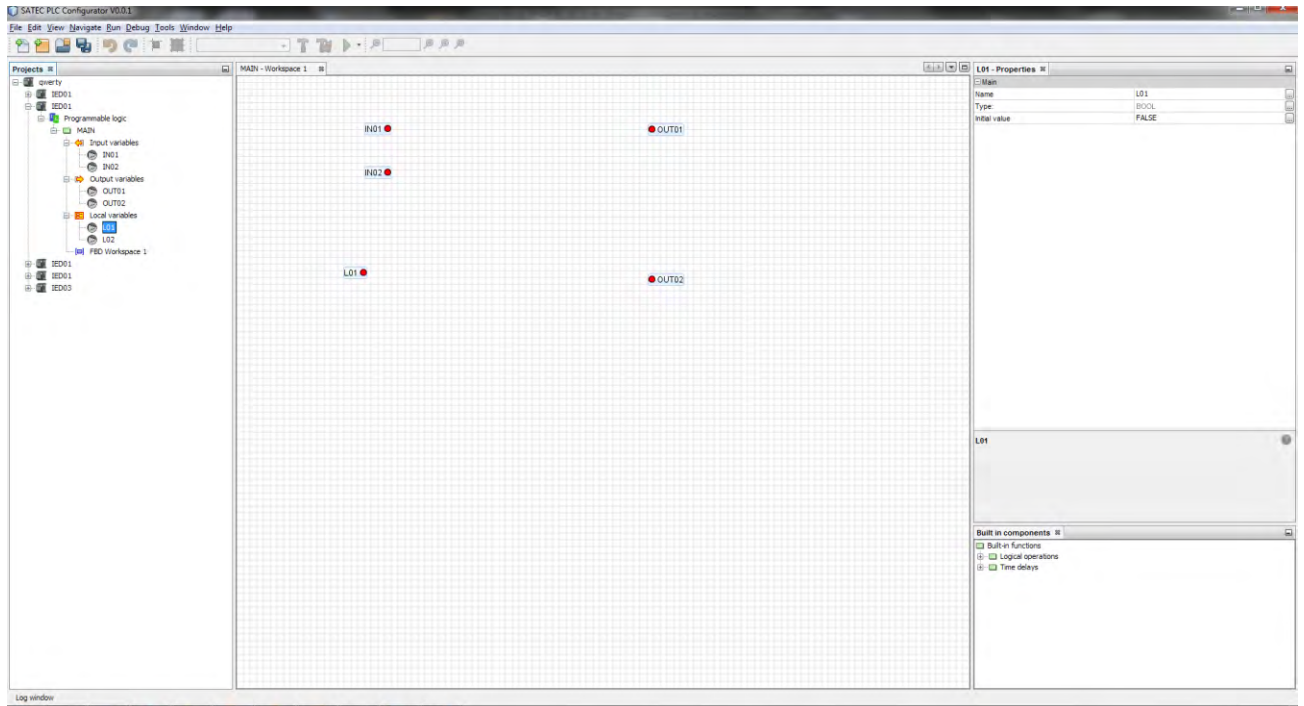 SATEC PLC Configurator V0.0.1
File Edit View Navigate Run Debug Tools Window Help
Projects
qwerty
IED01
IED01
Programmable logic
MAIN
Input variables
IN01
IN02
Output variables
OUT01
OUT02
Local variables
L01
L02
FBD Workspace 1
IED01
IED01
IED03
MAIN - Workspace 1
IN01
OUT01
IN02
L01
OUT02
L01 - Properties
Main
Name L01
Type: BOOL
Initial value FALSE
L01
Built in components
Built-in functions
Logical operations
Time delays
Log window